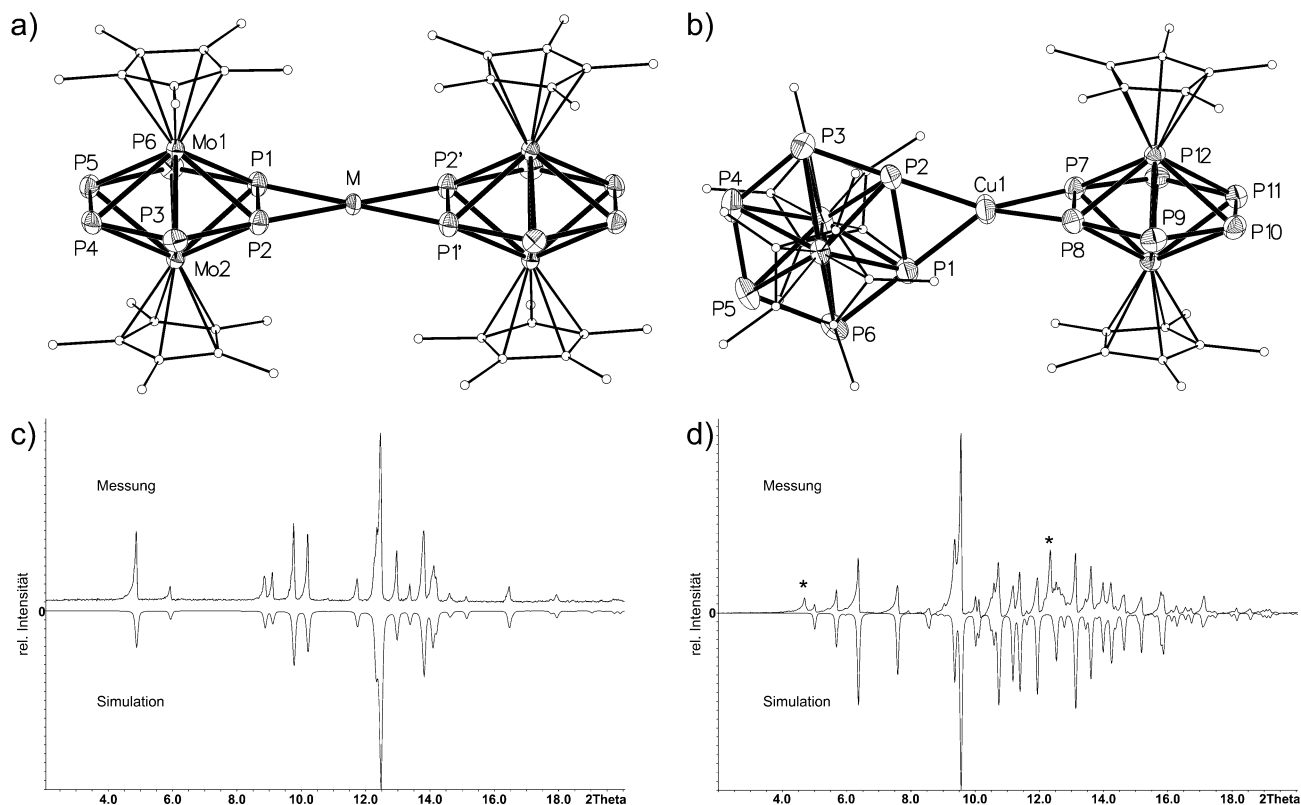 a)
P6 Mo1
P5 P1
P2'
M
P3
P4 P2
P1'
Mo2
b)
P3
P2
P4
Cu1
P7
P12
P11
P9
P8
P10
P1
P5
P6
c)
Messung
0
rel. Intensität
Simulation
4.0 6.0 8.0 10.0 12.0 14.0 16.0 18.0 2Theta
d)
Messung
*
*
0
rel. Intensität
Simulation
4.0 6.0 8.0 10.0 12.0 14.0 16.0 18.0 2Theta